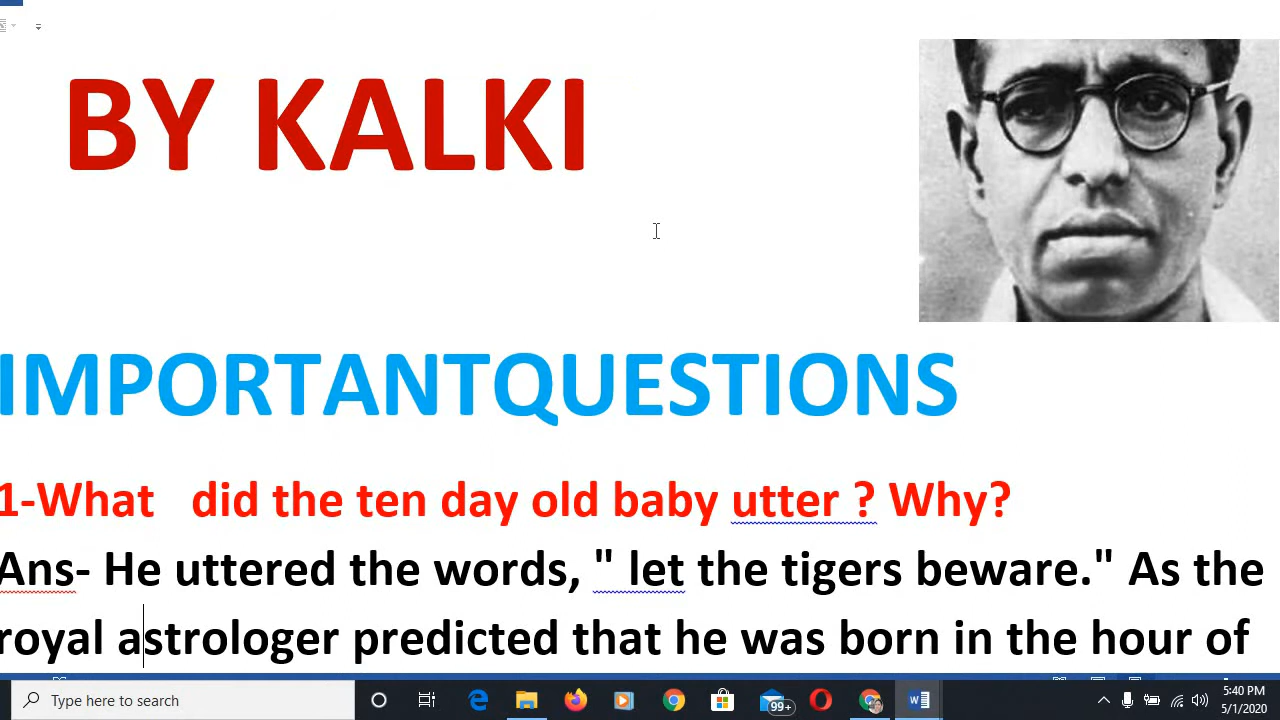 BY KALKI
IMPORTANTQUESTIONS
1-What did the ten day old baby utter ? Why?
Ans- He uttered the words, " let the tigers beware." As the
royal astrologer predicted that he was born in the hour of
Type here to search
99+
5:40 PM
5/1/2020